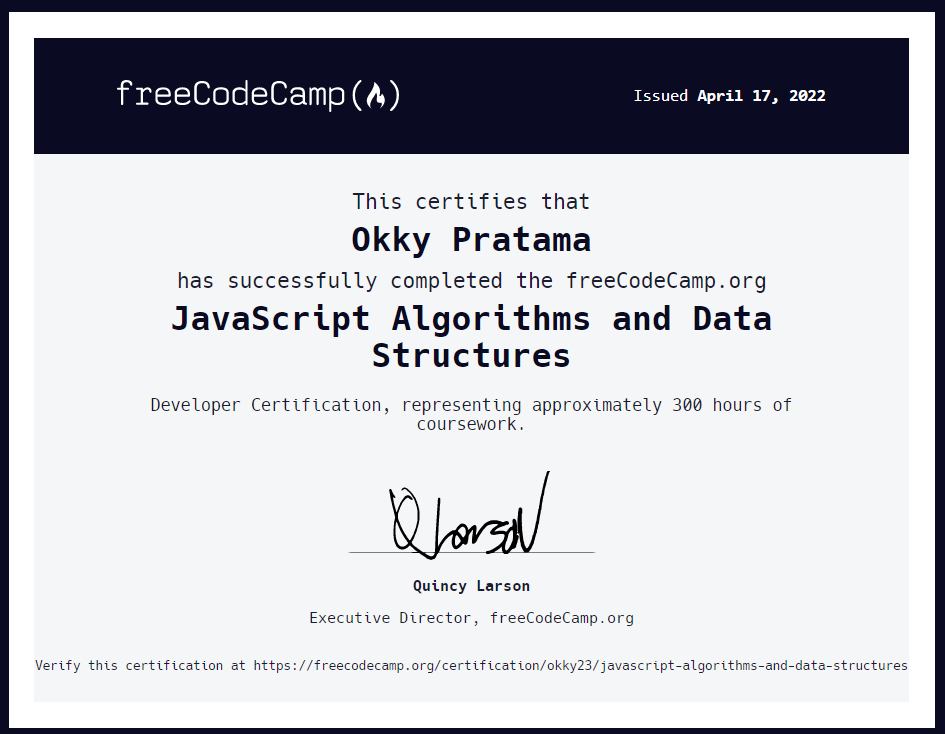 freeCodeCamp
Issued April 17, 2022
This certifies that
Okky Pratama
has successfully completed the freeCodeCamp.org
JavaScript Algorithms and Data
Structures
Developer Certification, representing approximately 300 hours of
coursework.
Q Larson
Quincy Larson
Executive Director, freeCodeCamp.org
Verify this certification at https://freecodecamp.org/certification/okky23/javascript-algorithms-and-data-structures